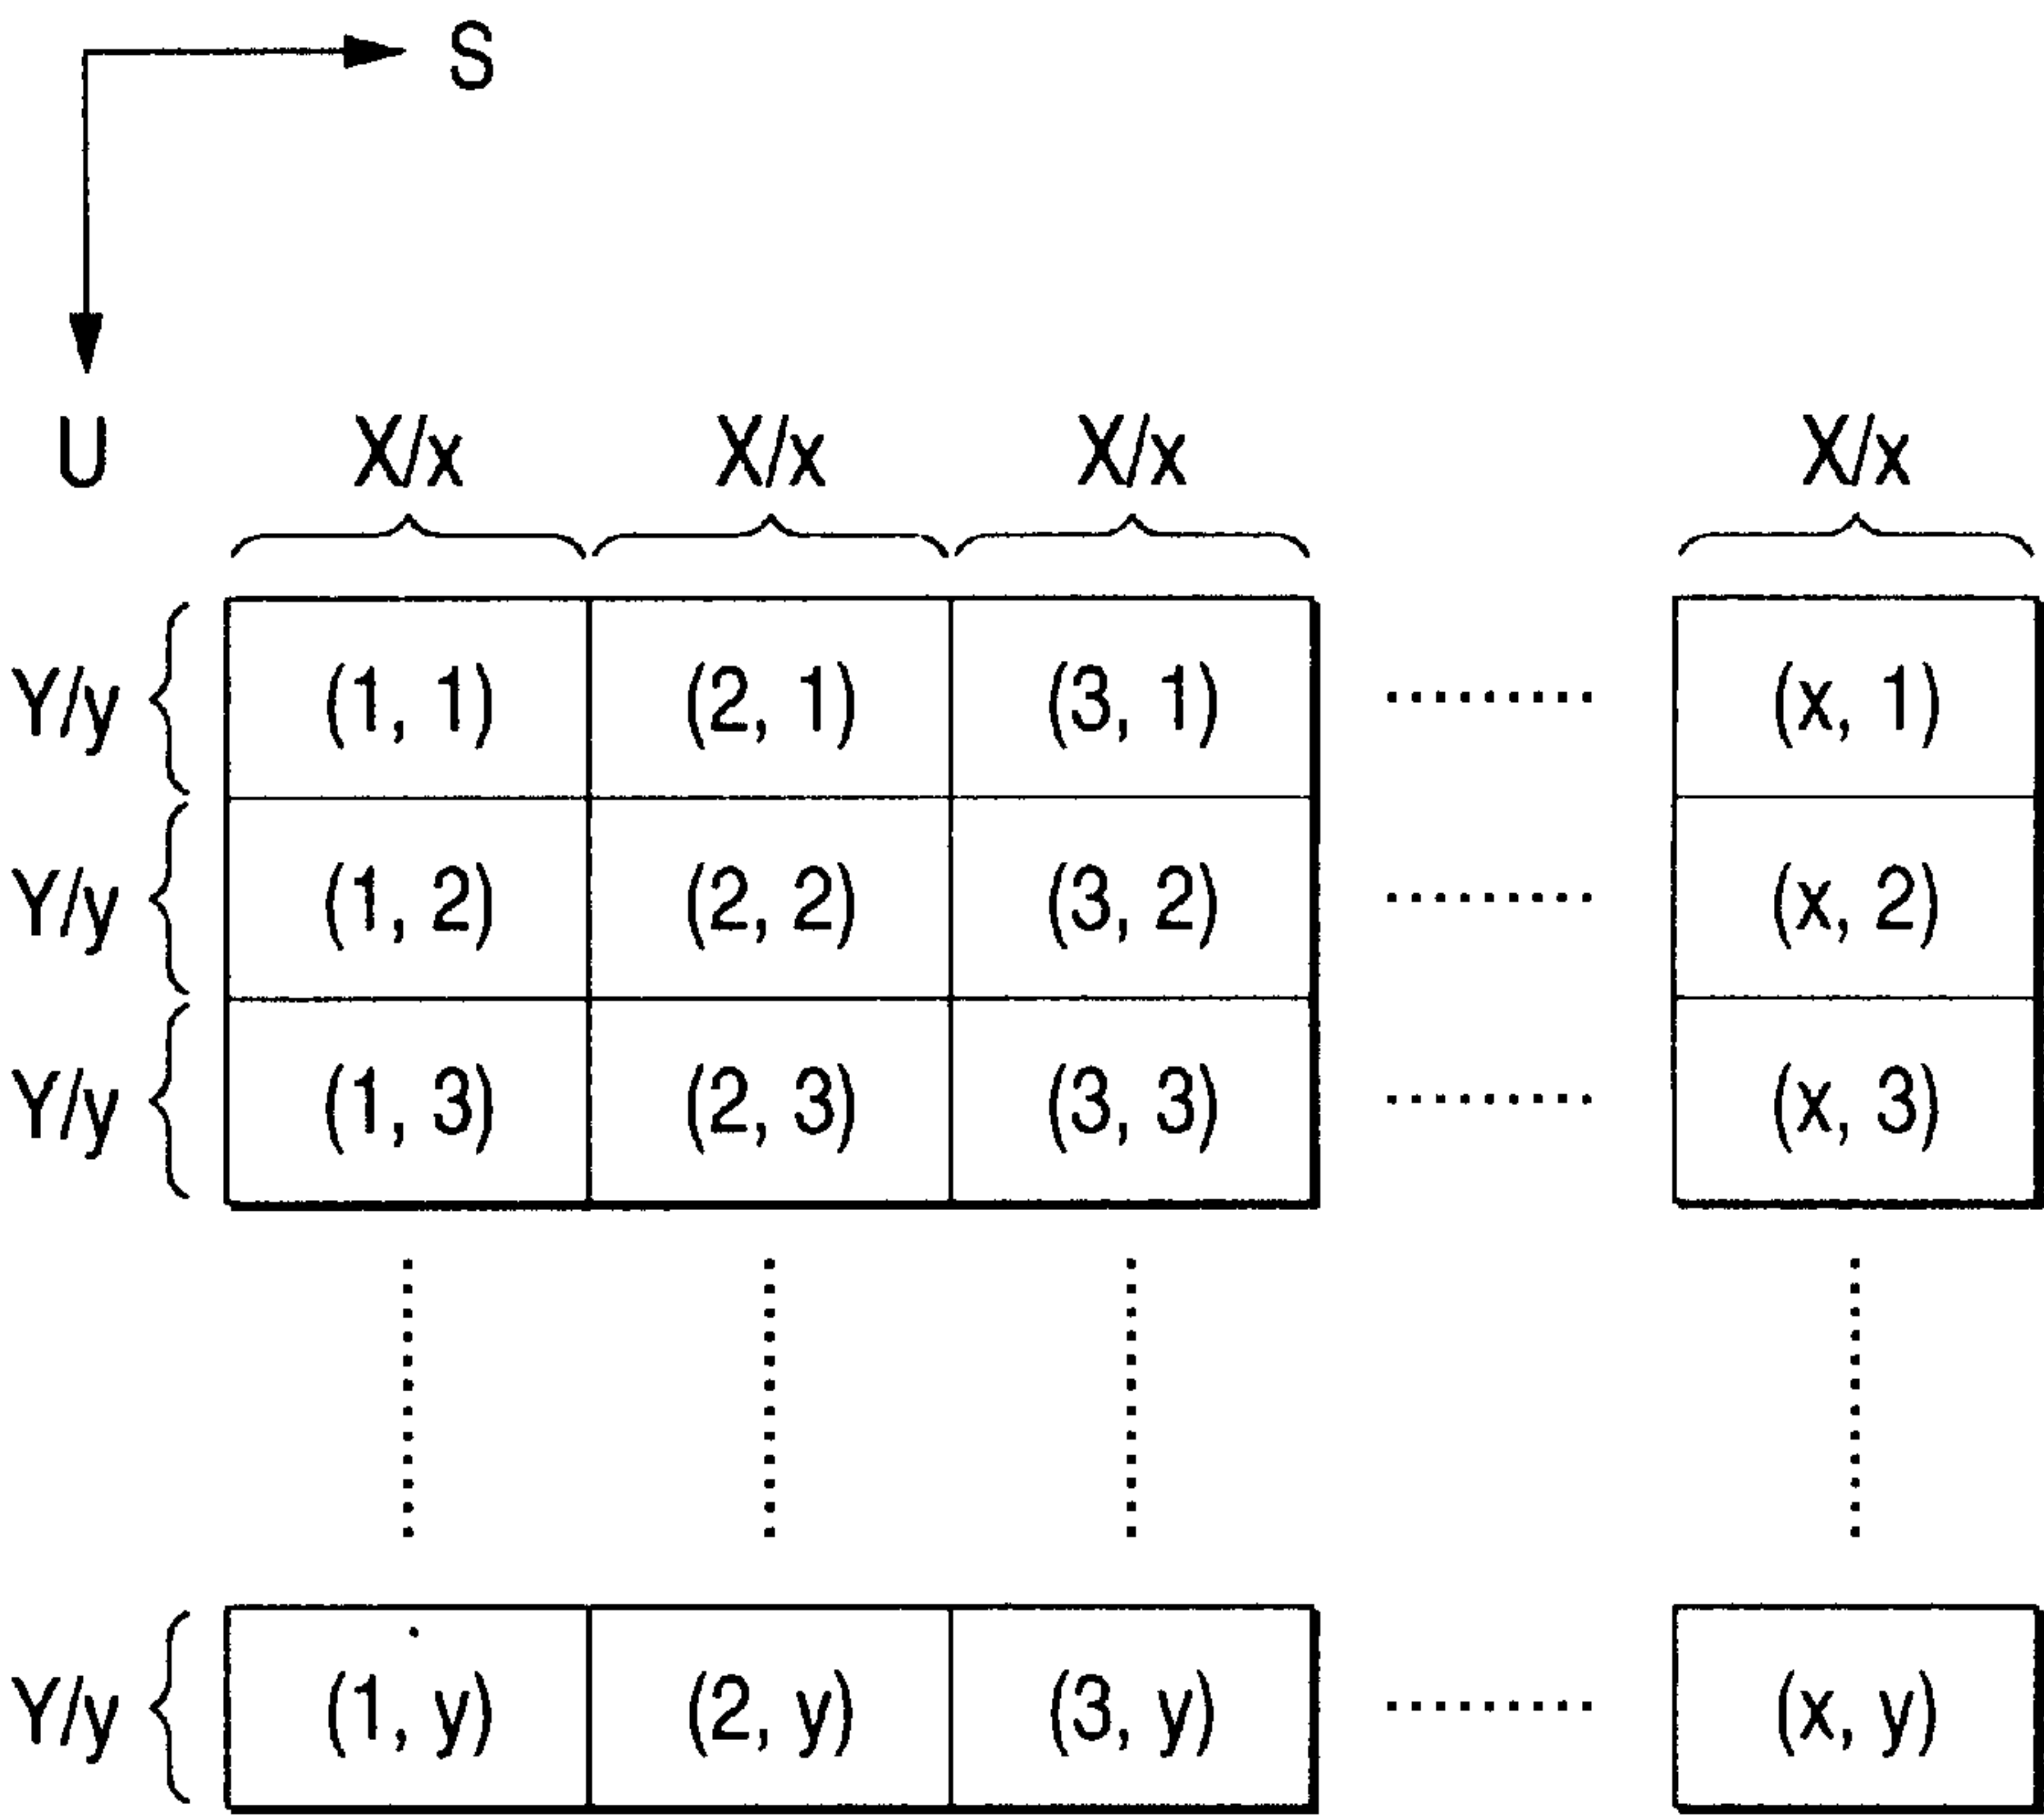 S
U X/x X/x X/x X/x
Y/y (1, 1) (2, 1) (3, 1) ········· (x, 1)
Y/y (1, 2) (2, 2) (3, 2) ········· (x, 2)
Y/y (1, 3) (2, 3) (3, 3) ········· (x, 3)
Y/y (1, y) (2, y) (3, y) ········· (x, y)